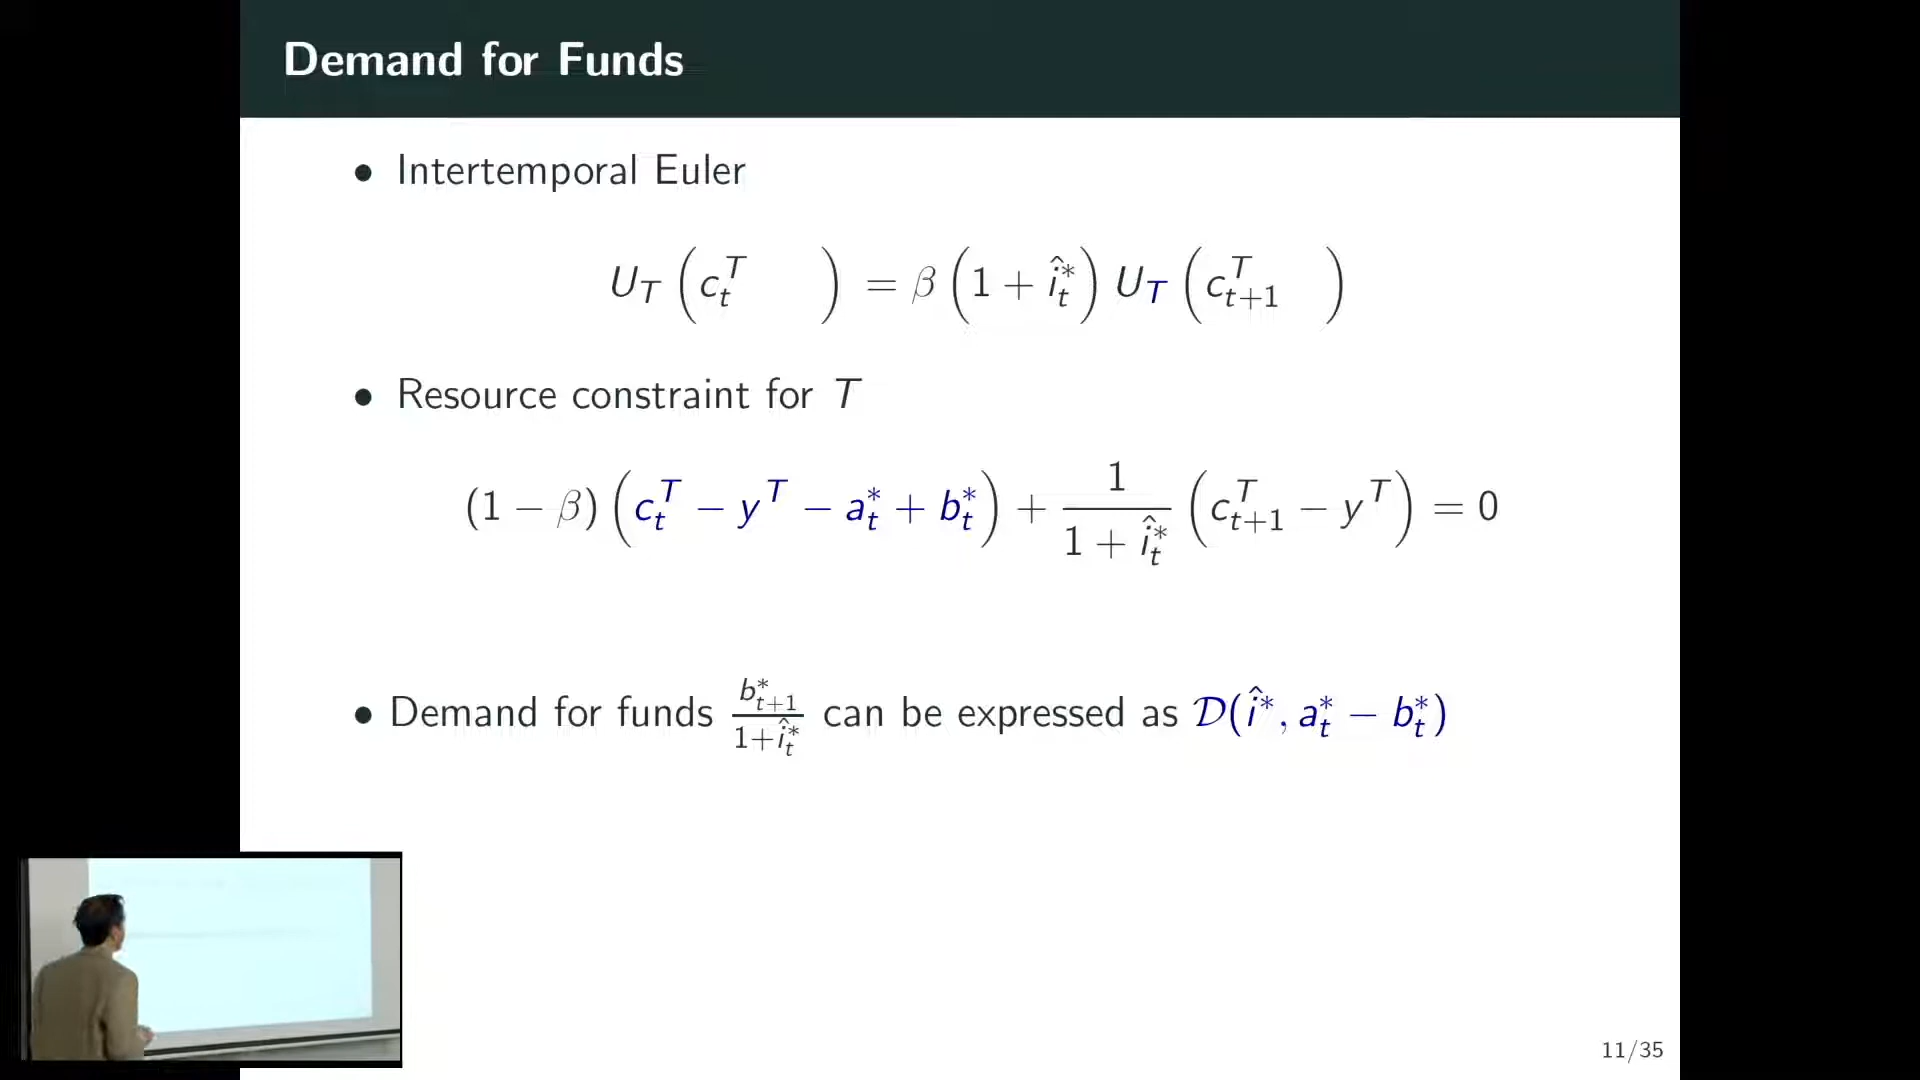 Demand for Funds
• Intertemporal Euler
U_T (c_t^T ) = β (1 + î_t^*) U_T (c_{t+1}^T )
• Resource constraint for T
(1 − β) (c_t^T − y^T − a_t^* + b_t^*) + \frac{1}{1 + î_t^*} (c_{t+1}^T − y^T) = 0
• Demand for funds \frac{b_{t+1}^*}{1+î_t^*} can be expressed as 𝒟(î^*, a_t^* − b_t^*)
11/35